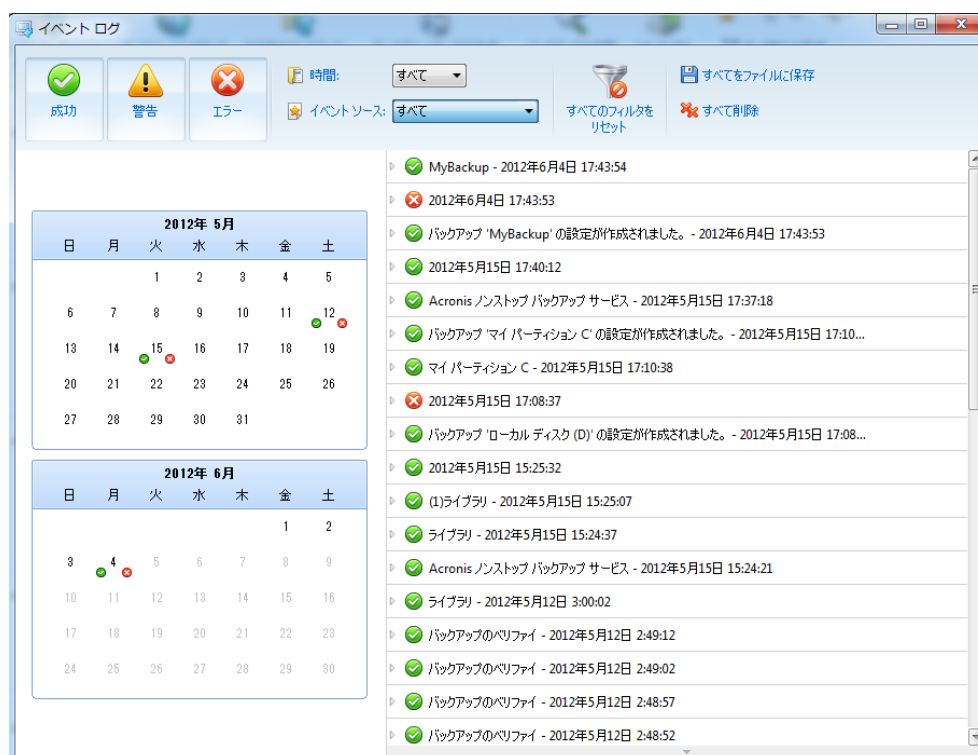 イベント ログ
成功
警告
エラー
時間:
すべて
イベント ソース:
すべて
すべてのフィルタを
リセット
すべてをファイルに保存
すべて削除
2012年 5月
日 月 火 水 木 金 土
1 2 3 4 5
6 7 8 9 10 11 12
13 14 15 16 17 18 19
20 21 22 23 24 25 26
27 28 29 30 31
2012年 6月
日 月 火 水 木 金 土
1 2
3 4 5 6 7 8 9
10 11 12 13 14 15 16
17 18 19 20 21 22 23
24 25 26 27 28 29 30
MyBackup - 2012年6月4日 17:43:54
2012年6月4日 17:43:53
バックアップ 'MyBackup' の設定が作成されました。 - 2012年6月4日 17:43:53
2012年5月15日 17:40:12
Acronis ノンストップ バックアップ サービス - 2012年5月15日 17:37:18
バックアップ 'マイ パーティション C' の設定が作成されました。 - 2012年5月15日 17:10...
マイ パーティション C - 2012年5月15日 17:10:38
2012年5月15日 17:08:37
バックアップ 'ローカル ディスク (D)' の設定が作成されました。 - 2012年5月15日 17:08...
2012年5月15日 15:25:32
(1)ライブラリ - 2012年5月15日 15:25:07
ライブラリ - 2012年5月15日 15:24:37
Acronis ノンストップ バックアップ サービス - 2012年5月15日 15:24:21
ライブラリ - 2012年5月12日 3:00:02
バックアップのベリファイ - 2012年5月12日 2:49:12
バックアップのベリファイ - 2012年5月12日 2:49:02
バックアップのベリファイ - 2012年5月12日 2:48:57
バックアップのベリファイ - 2012年5月12日 2:48:52